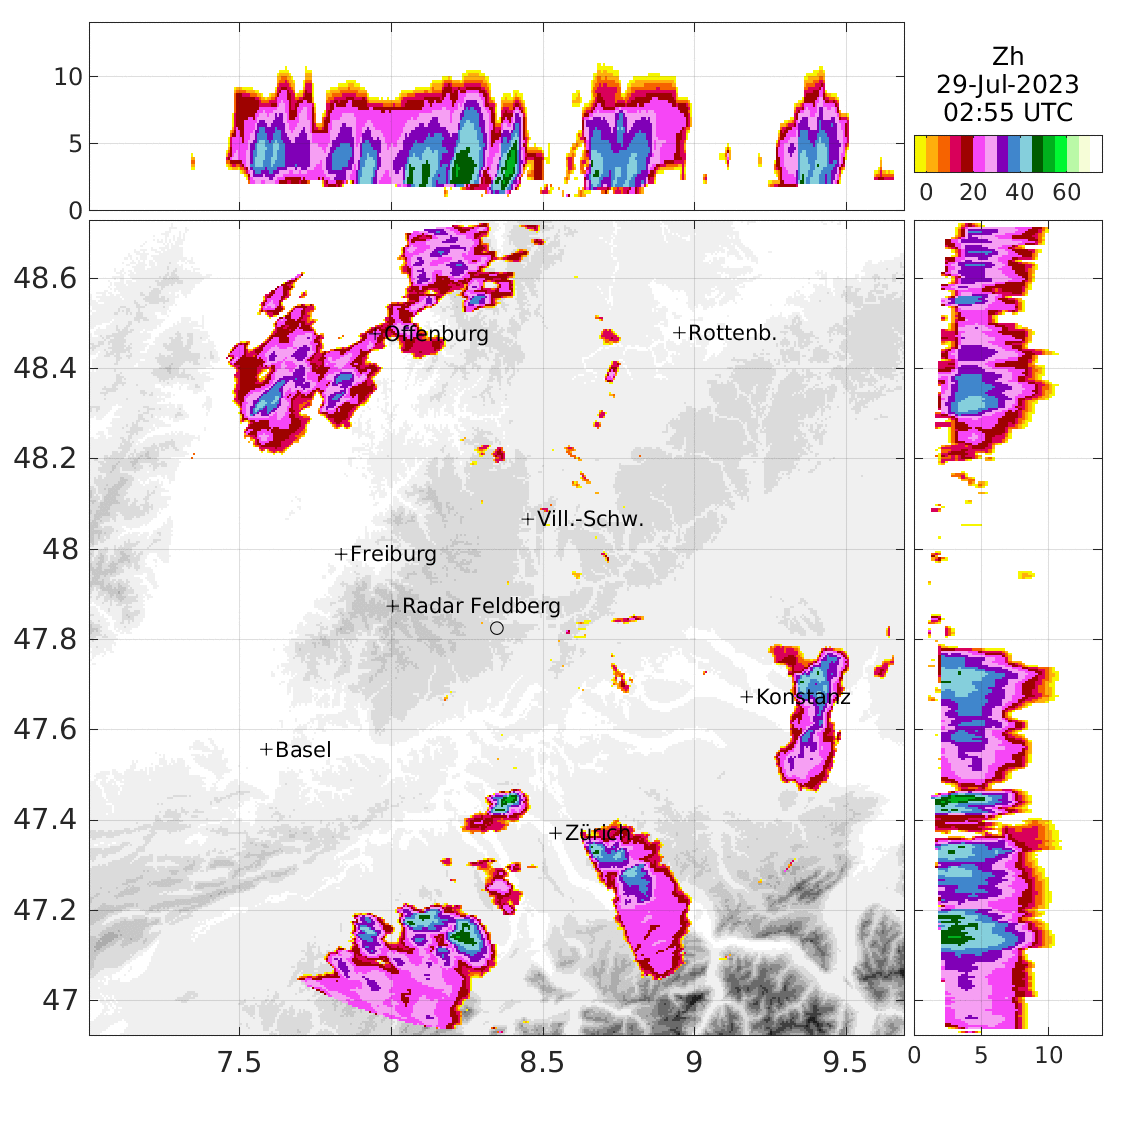 10
5
0
Zh
29-Jul-2023
02:55 UTC
0 20 40 60
48.6
48.4
48.2
48
47.8
47.6
47.4
47.2
47
Offenburg
Rottenb.
Vill.-Schw.
Freiburg
Radar Feldberg
Konstanz
Basel
Zürich
7.5 8 8.5 9 9.5
0 5 10